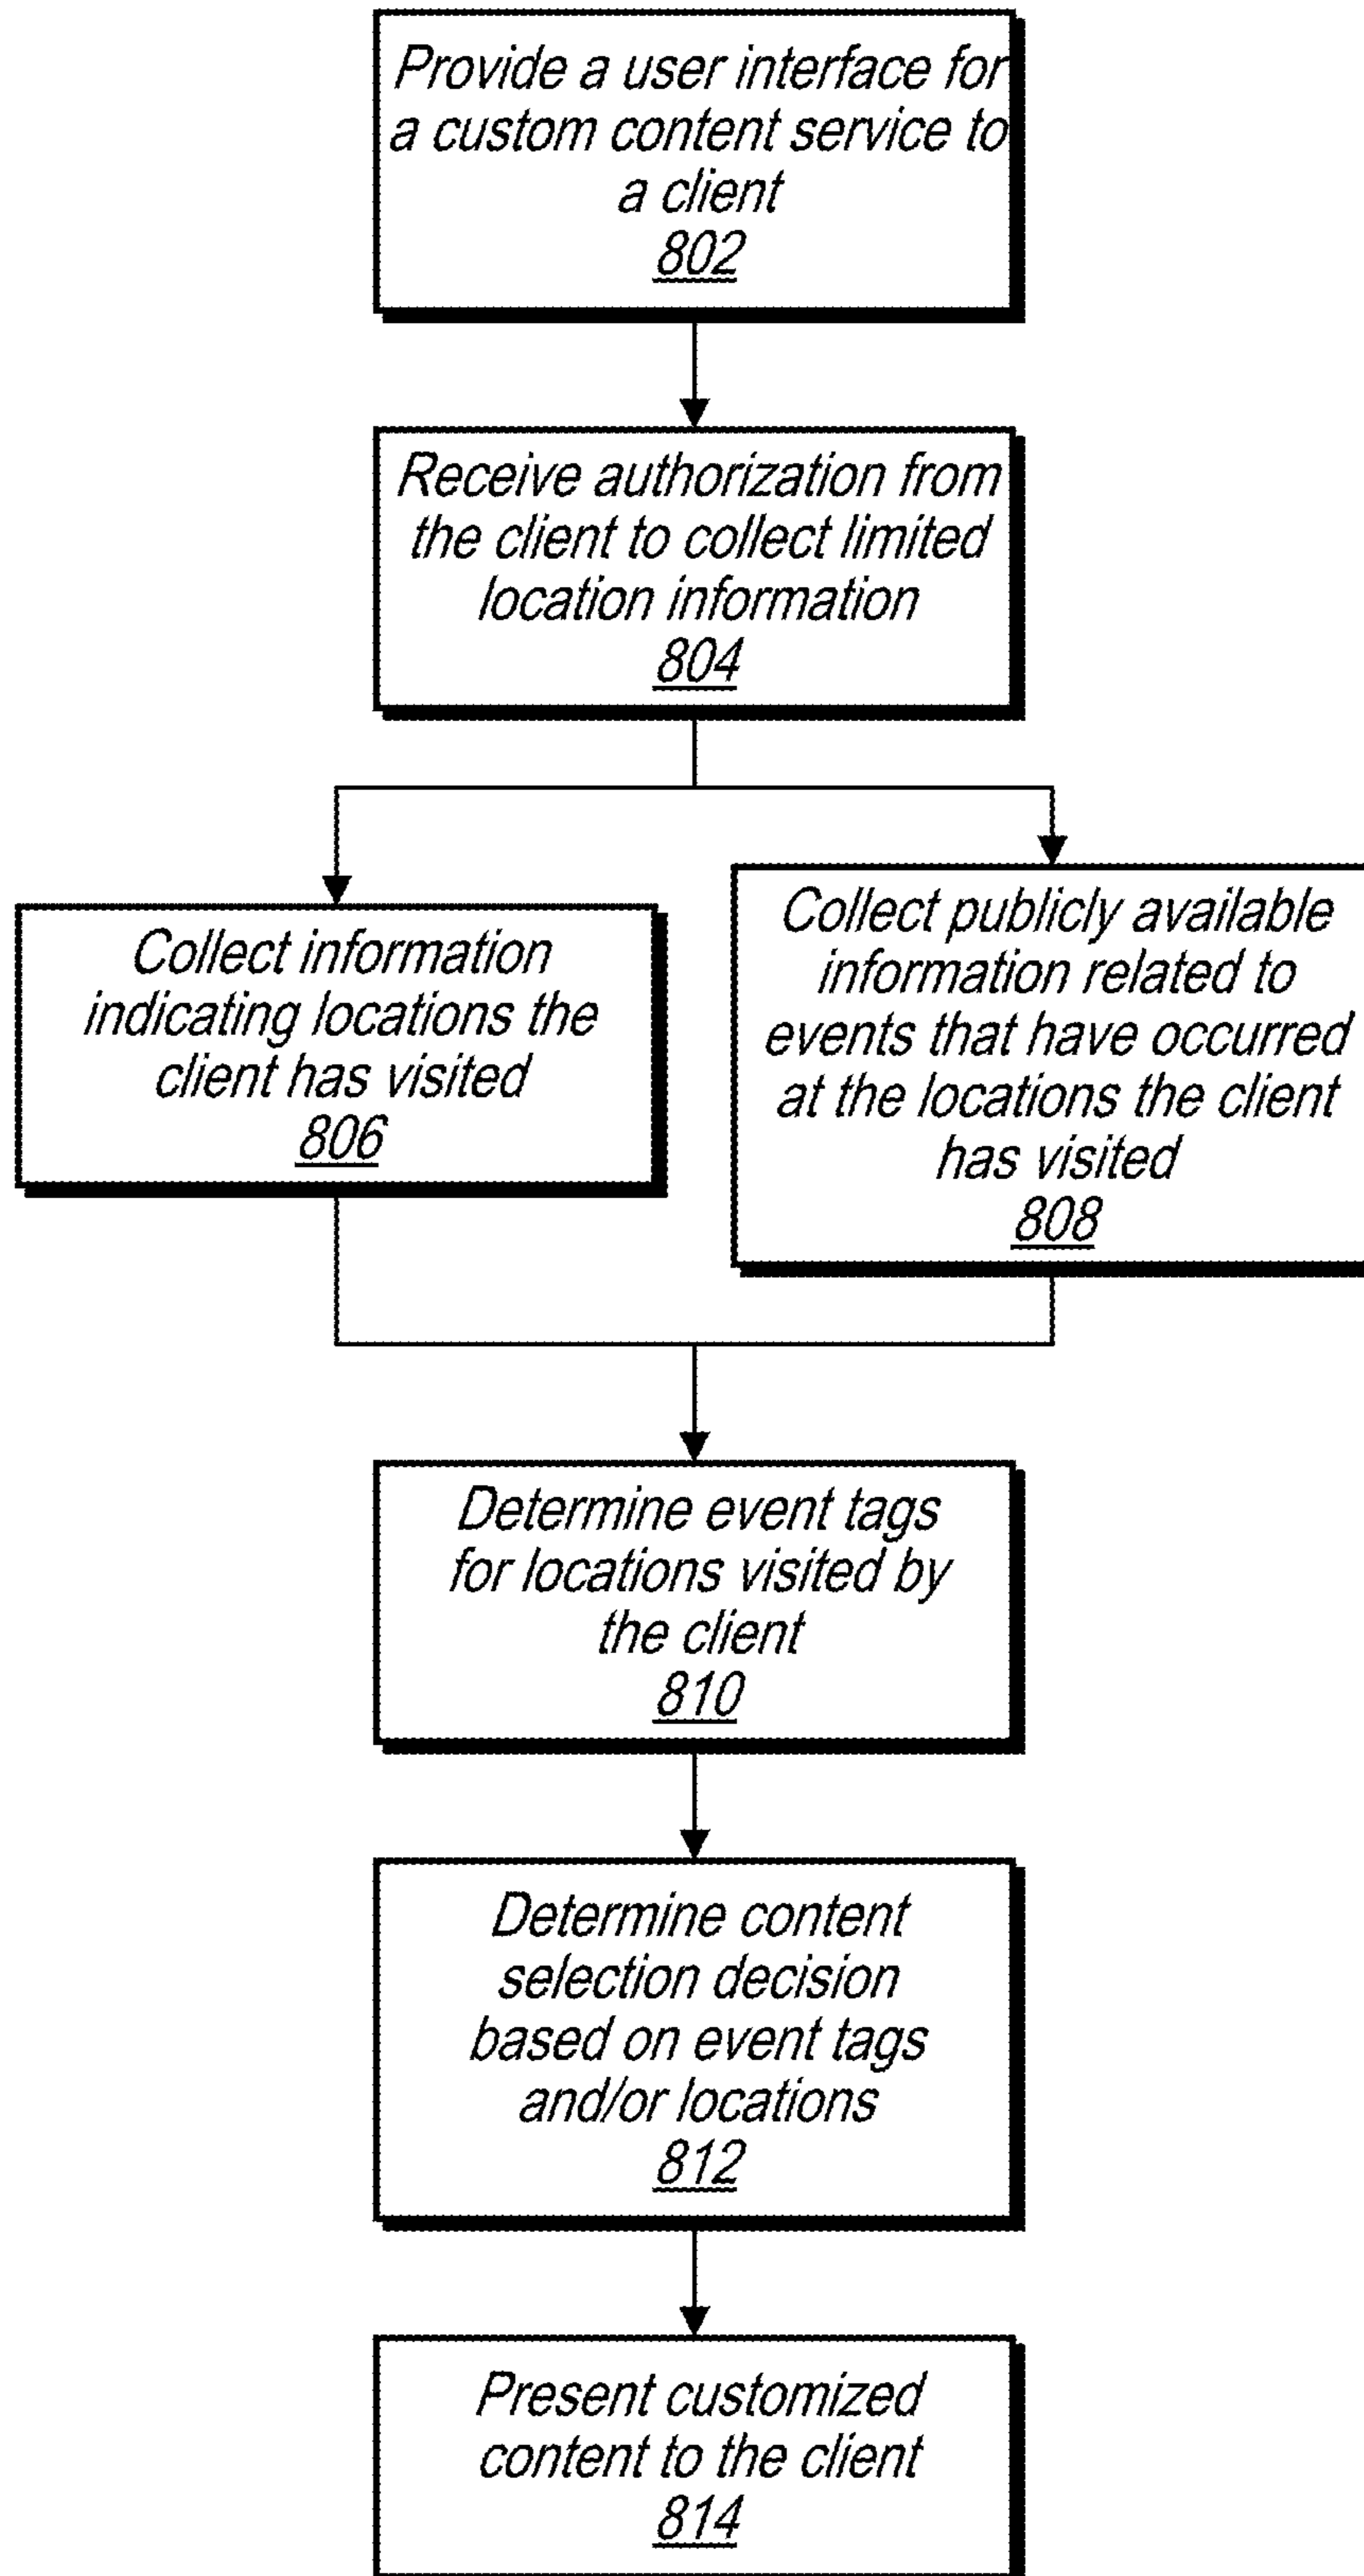 Provide a user interface for
a custom content service to
a client
802
Receive authorization from
the client to collect limited
location information
804
Collect information
indicating locations the
client has visited
806
Collect publicly available
information related to
events that have occurred
at the locations the client
has visited
808
Determine event tags
for locations visited by
the client
810
Determine content
selection decision
based on event tags
and/or locations
812
Present customized
content to the client
814